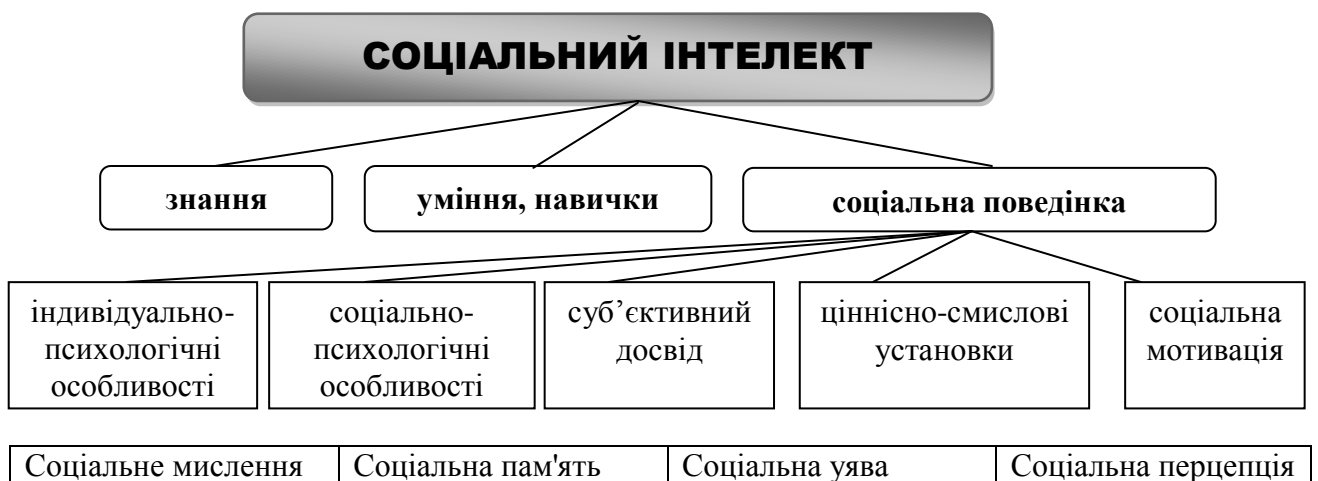 СОЦІАЛЬНИЙ ІНТЕЛЕКТ
знання
уміння, навички
соціальна поведінка
індивідуально-
психологічні
особливості
соціально-
психологічні
особливості
суб’єктивний
досвід
ціннісно-смислові
установки
соціальна
мотивація
Соціальне мислення
Соціальна пам'ять
Соціальна уява
Соціальна перцепція